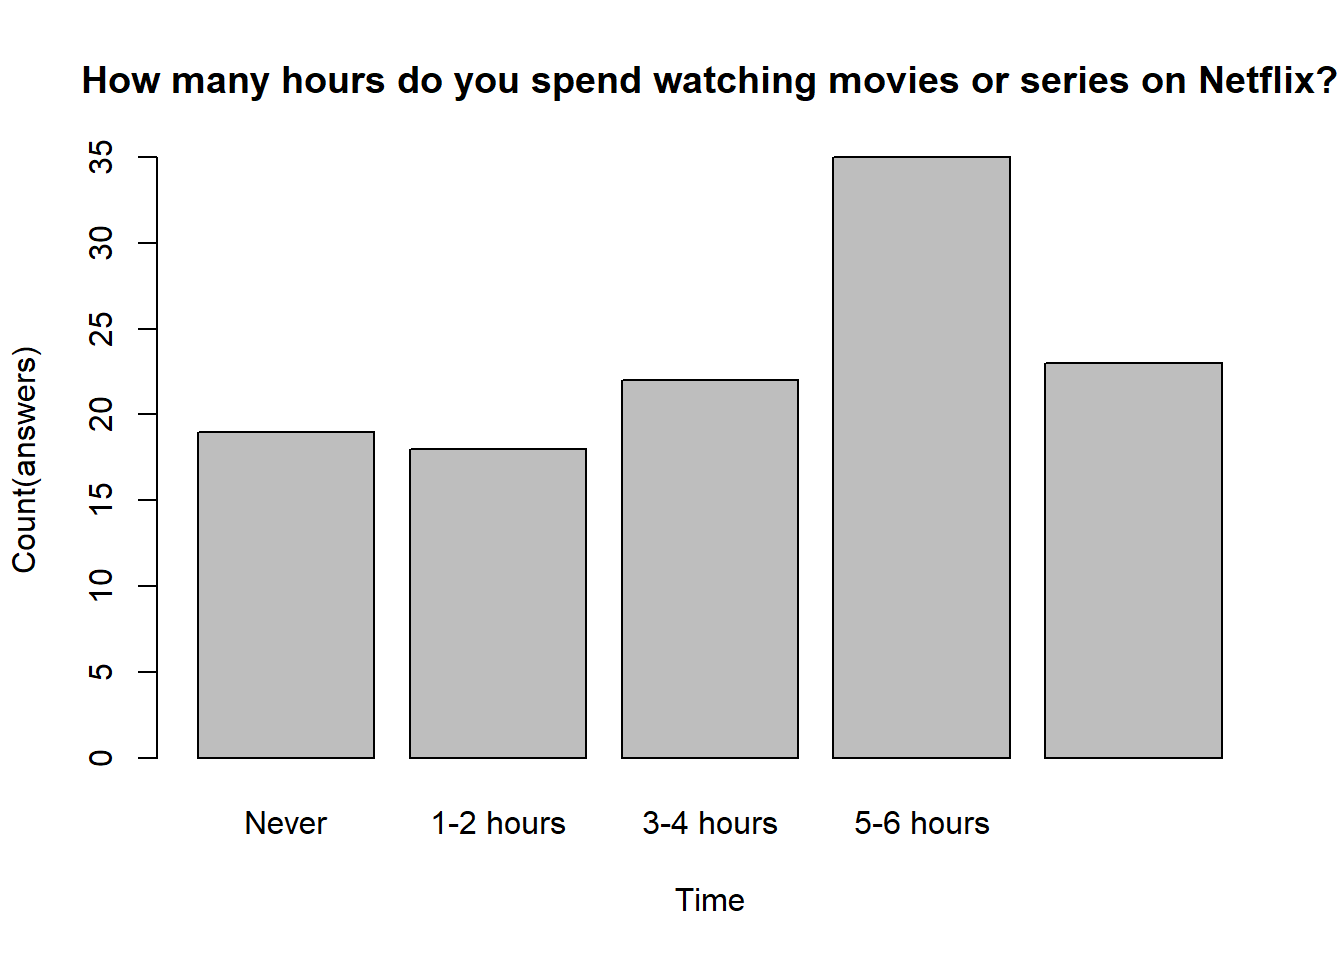 How many hours do you spend watching movies or series on Netflix?
35
30
25
20
15
10
5
0
Count(answers)
Never 1-2 hours 3-4 hours 5-6 hours
Time